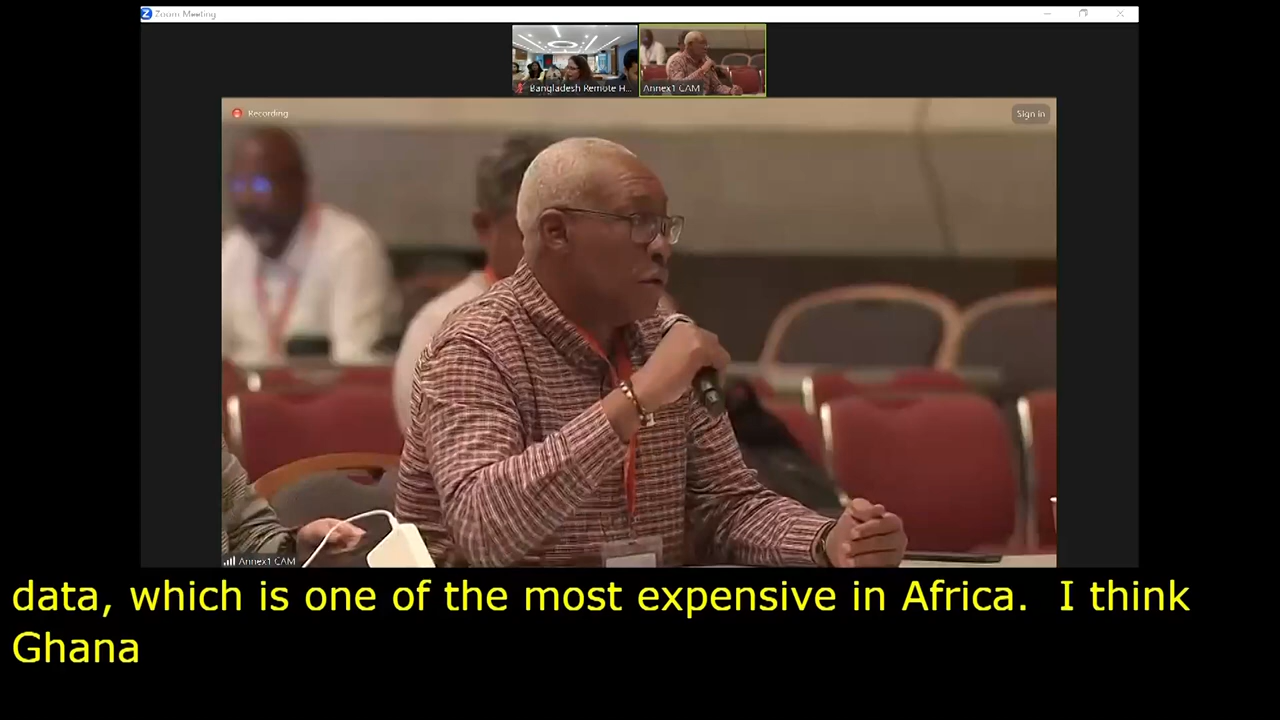 Zoom Meeting
Bangladesh Remote H...
Annex1 CAM
Recording
Sign in
Annex1 CAM
data, which is one of the most expensive in Africa.  I think
Ghana